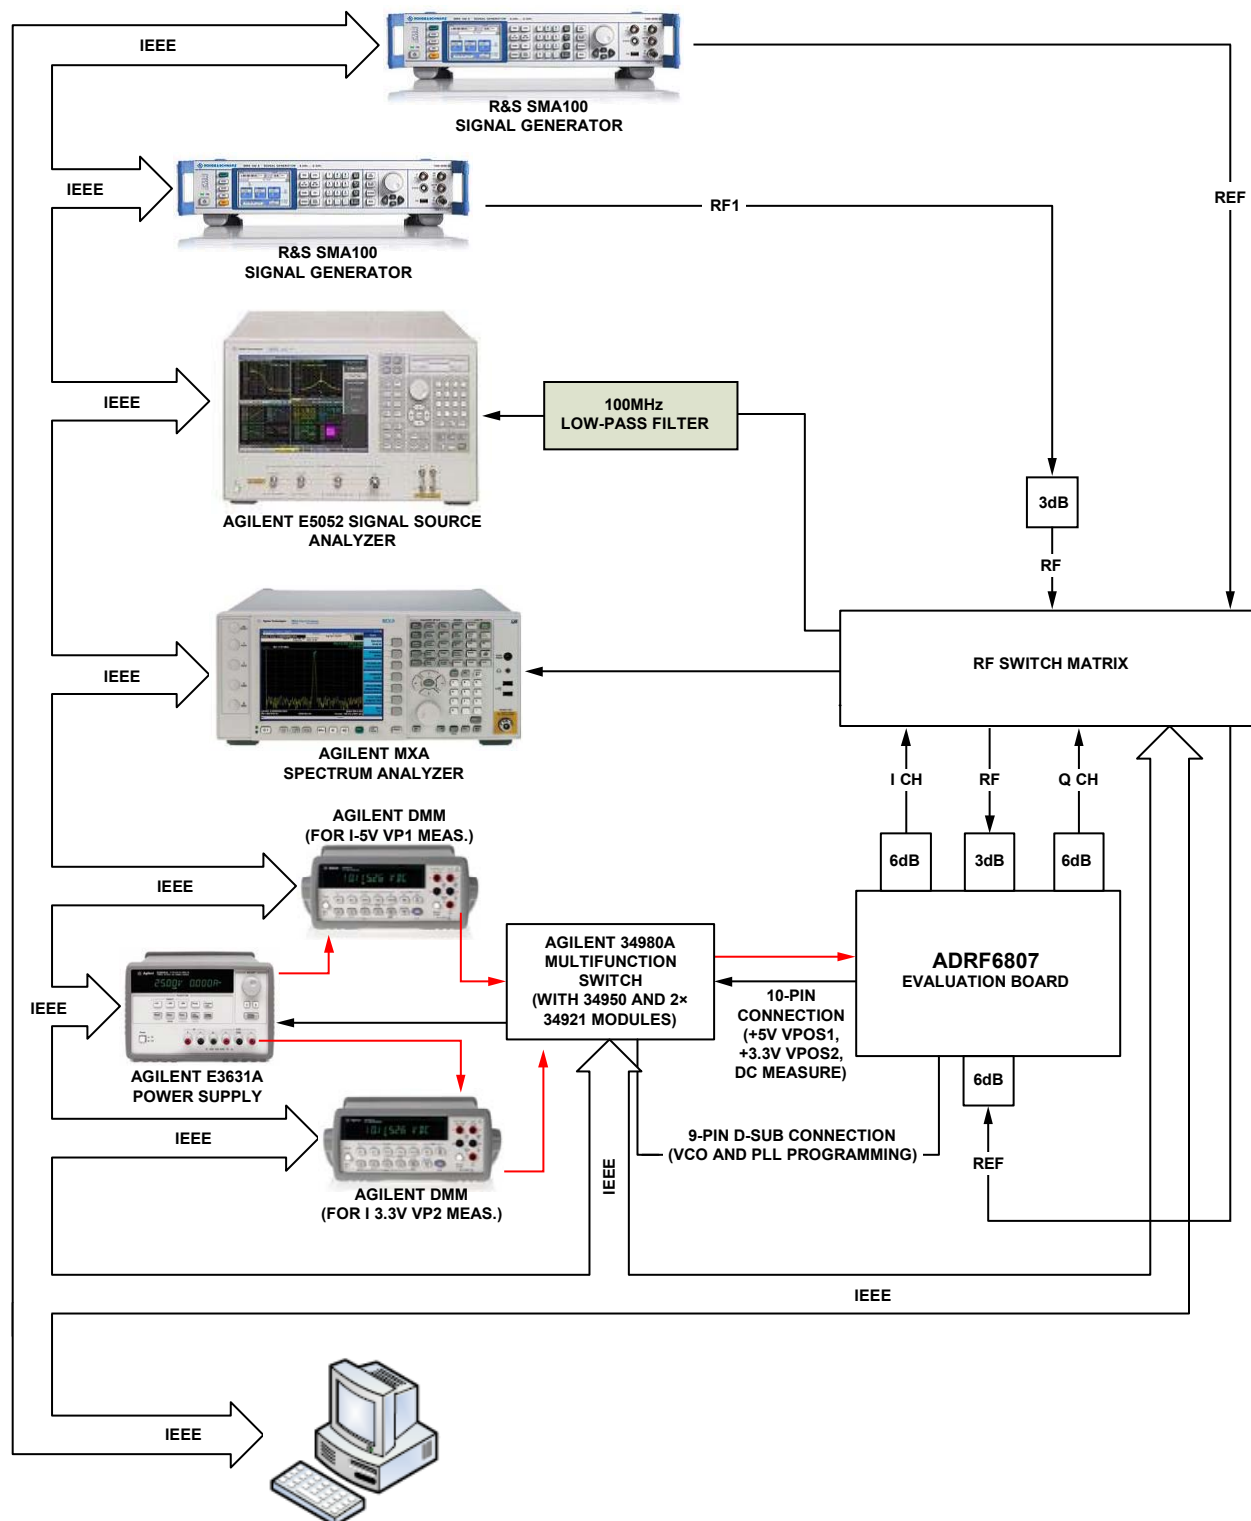 IEEE
R&S SMA100
SIGNAL GENERATOR
IEEE
R&S SMA100
SIGNAL GENERATOR
RF1
REF
IEEE
100MHz
LOW-PASS FILTER
AGILENT E5052 SIGNAL SOURCE
ANALYZER
3dB
RF
IEEE
RF SWITCH MATRIX
AGILENT MXA
SPECTRUM ANALYZER
I CH
RF
Q CH
AGILENT DMM
(FOR I-5V VP1 MEAS.)
6dB
3dB
6dB
IEEE
AGILENT 34980A
MULTIFUNCTION
SWITCH
(WITH 34950 AND 2×
34921 MODULES)
ADRF6807
EVALUATION BOARD
10-PIN
CONNECTION
(+5V VPOS1,
+3.3V VPOS2,
DC MEASURE)
IEEE
AGILENT E3631A
POWER SUPPLY
6dB
IEEE
9-PIN D-SUB CONNECTION
(VCO AND PLL PROGRAMMING)
REF
IEEE
AGILENT DMM
(FOR I 3.3V VP2 MEAS.)
IEEE
IEEE